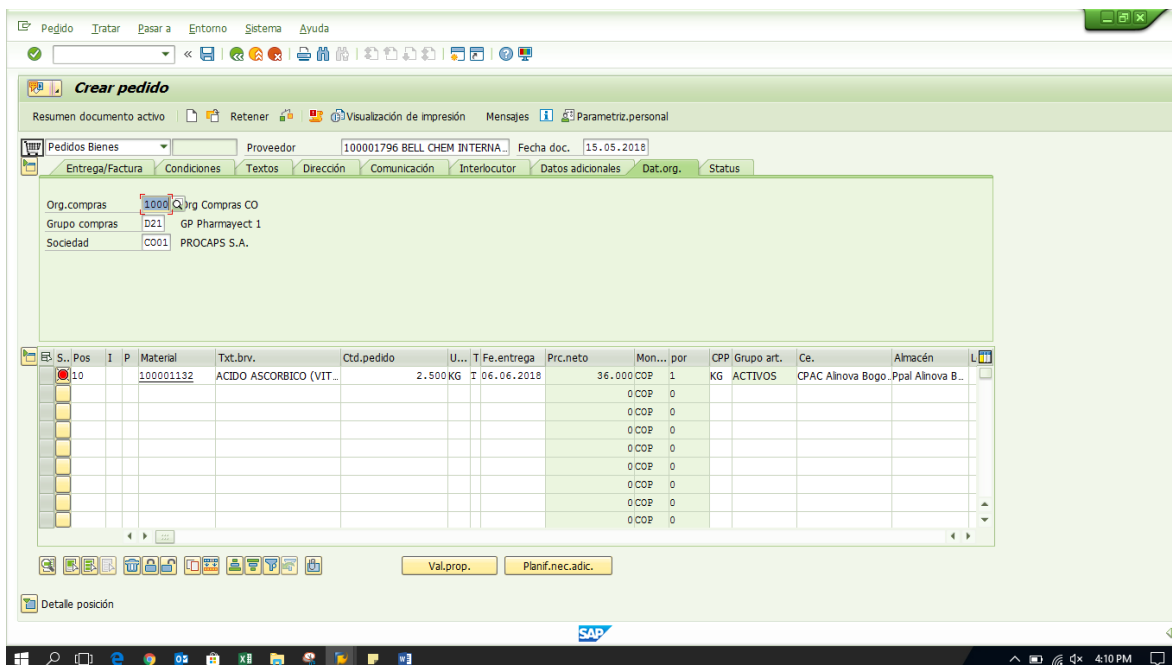 Pedido Tratar Pasar a Entorno Sistema Ayuda
Crear pedido
Resumen documento activo Retener Visualización de impresión Mensajes Parametriz.personal
Pedidos Bienes Proveedor 100001796 BELL CHEM INTERNA.. Fecha doc. 15.05.2018
Entrega/Factura Condiciones Textos Dirección Comunicación Interlocutor Datos adicionales Dat.org. Status
Org.compras 1000 Org Compras CO
Grupo compras D21 GP Pharmayect 1
Sociedad CO01 PROCAPS S.A.
S.. Pos I P Material Txt.brv. Ctd.pedido U... T Fe.entrega Prc.neto Mon... por CPP Grupo art. Ce. Almacén L
10 100001132 ACIDO ASCORBICO (VIT... 2.500 KG T 06.06.2018 36.000 COP 1 KG ACTIVOS CPAC Alinova Bogo.. Ppal Alinova B...
0 COP 0
0 COP 0
0 COP 0
0 COP 0
0 COP 0
0 COP 0
0 COP 0
0 COP 0
Val.prop. Planif.nec.adic.
Detalle posición
SAP
4:10 PM